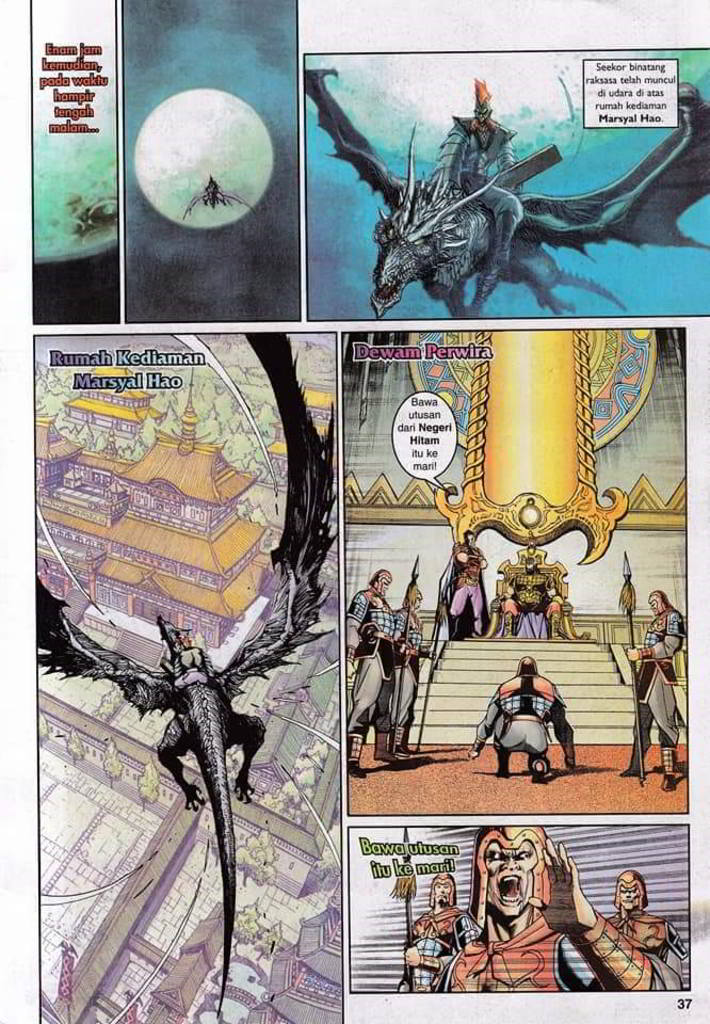 Enam jam
kemudian,
pada waktu
hampir
tengah
malam...
Seekor binatang
raksasa telah muncul
di udara di atas
rumah kediaman
Marsyal Hao.
Rumah Kediaman
Marsyal Hao
Dewam Perwira
Bawa
utusan
dari Negeri
Hitam
itu ke
mari!
Bawa utusan
itu ke mari!
37